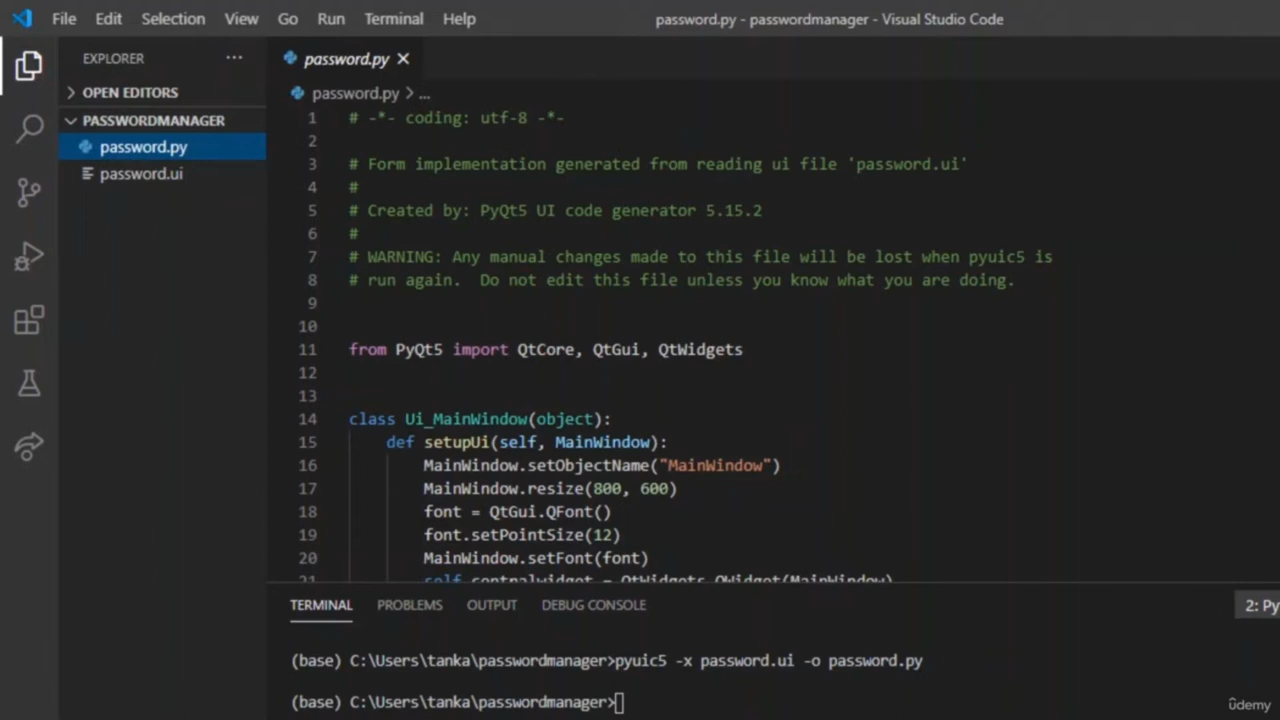 File Edit Selection View Go Run Terminal Help
password.py - passwordmanager - Visual Studio Code
EXPLORER ...
password.py
OPEN EDITORS
password.py > ...
PASSWORDMANAGER
password.py
password.ui
1 # -*- coding: utf-8 -*-
2
3 # Form implementation generated from reading ui file 'password.ui'
4 #
5 # Created by: PyQt5 UI code generator 5.15.2
6 #
7 # WARNING: Any manual changes made to this file will be lost when pyuic5 is
8 # run again.  Do not edit this file unless you know what you are doing.
9
10
11 from PyQt5 import QtCore, QtGui, QtWidgets
12
13
14 class Ui_MainWindow(object):
15     def setupUi(self, MainWindow):
16         MainWindow.setObjectName("MainWindow")
17         MainWindow.resize(800, 600)
18         font = QtGui.QFont()
19         font.setPointSize(12)
20         MainWindow.setFont(font)
21         self.centralwidget = QtWidgets.QWidget(MainWindow)
TERMINAL PROBLEMS OUTPUT DEBUG CONSOLE
2: Py
(base) C:\Users\tanka\passwordmanager>pyuic5 -x password.ui -o password.py
(base) C:\Users\tanka\passwordmanager>
udemy